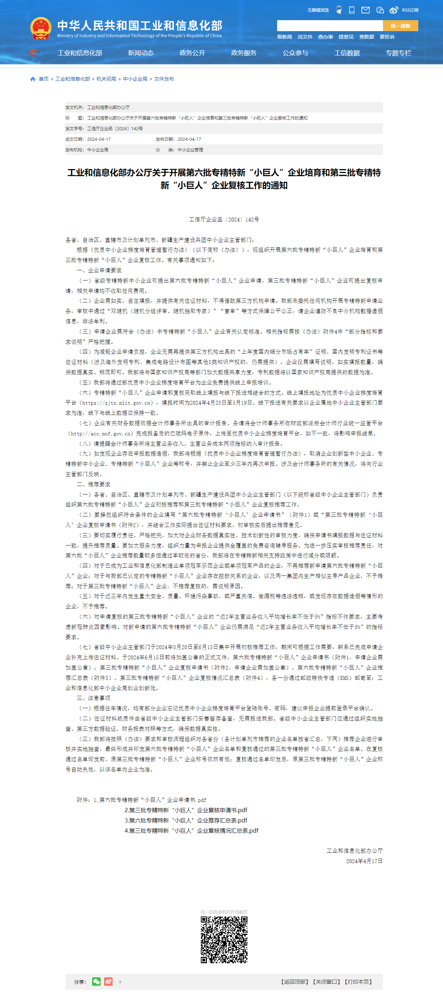 无障碍浏览 RSS订阅
中华人民共和国工业和信息化部
Ministry of Industry and Information Technology of the People's Republic of China
统一搜索
看新闻 找文件 查办事 提意见 查数据 要投诉
工业和信息化部 新闻动态 政务公开 政务服务 公众参与 工信数据 专题专栏
首页 > 工业和信息化部 > 机关司局 > 中小企业局 > 文件发布
发文机关: 工业和信息化部办公厅
标 题: 工业和信息化部办公厅关于开展第六批专精特新“小巨人”企业培育和第三批专精特新“小巨人”企业复核工作的通知
发文字号: 工信厅企业函〔2024〕142号
成文日期: 2024-04-17 发布日期: 2024-04-17
发布机构: 中小企业局 分 类: 中小企业管理
工业和信息化部办公厅关于开展第六批专精特新“小巨人”企业培育和第三批专精特
新“小巨人”企业复核工作的通知
工信厅企业函〔2024〕142号
各省、自治区、直辖市及计划单列市、新疆生产建设兵团中小企业主管部门：
根据《优质中小企业梯度培育管理暂行办法》（以下简称《办法》），现组织开展第六批专精特新“小巨人”企业培育和第
三批专精特新“小巨人”企业复核工作。有关事项通知如下：
一、企业申请要求
（一）省级专精特新中小企业可提出第六批专精特新“小巨人”企业申请，第三批专精特新“小巨人”企业可提出复核申
请，相关申请均不收取任何费用。
（二）企业需如实、自主填报，并提供有关佐证材料，不得借助第三方机构申请。我部未委托任何机构开展专精特新申请业
务，审核中通过“双随机（随机分组评审、随机抽取专家）”“盲审”等方式保障公平公正，请企业谨防不良中介机构散播虚假
信息，非法牟利。
（三）申请企业需符合《办法》中专精特新“小巨人”企业有关认定标准。相关指标需按《办法》附件4中“部分指标和要
求说明”严格把握。
（四）为减轻企业申请负担，企业无需再提供第三方机构出具的“上年度国内细分市场占有率”证明、国内发明专利证书等
佐证材料（涉及海外发明专利、集成电路设计布图等其他I类知识产权的，仍需提供）。企业仅需填写说明、如实填报数量，确
保数据真实、规范即可。我部将与国家知识产权局等部门加大数据共享力度，专利数据将以国家知识产权局提供的数据为准。
（五）我部将通过部优质中小企业梯度培育平台为企业免费提供线上申报培训。
（六）专精特新“小巨人”企业申请和复核采取线上填报与线下报送相结合的方式。线上填报地址为优质中小企业梯度培育
平台（https://zjtx.miit.gov.cn），填报时间为2024年4月25日至5月19日。线下报送有关要求以企业属地中小企业主管部门要
求为准，线下与线上数据应保持一致。
（七）企业有关财务数据依据会计师事务所出具的审计报告。务请将会计师事务所在财政部注册会计师行业统一监管平台
（http://acc.mof.gov.cn）完成报备后的已赋码电子原件，上传至优质中小企业梯度培育平台，如不一致，将影响申报结果。
（八）请提醒会计师事务所将主营业务收入、主营业务成本两项指标纳入审计报告。
（九）如发现企业存在申报数据造假，我部将根据《优质中小企业梯度培育管理暂行办法》，取消企业创新型中小企业、专
精特新中小企业、专精特新“小巨人”企业等称号，并禁止企业至少三年内再次申报。涉及会计师事务所的有关情况，将向行业
主管部门反映。
二、推荐要求
（一）各省、自治区、直辖市及计划单列市、新疆生产建设兵团中小企业主管部门（以下统称省级中小企业主管部门）负责
组织第六批专精特新“小巨人”企业初核推荐和第三批专精特新“小巨人”企业复核推荐工作。
（二）要择优组织符合条件的企业填写“第六批专精特新‘小巨人’企业申请书”（附件1）或“第三批专精特新‘小巨
人’企业复核申请书（附件2），并结合工作实际提出佐证材料要求，初审核实后提出推荐意见。
（三）要切实履行责任、严格把关，加大对企业财务数据真实性、技术创新性的审核力度，确保申请书填报数据与佐证材料
一致，提升推荐质量。要加大服务力度，组织力量为申报企业提供全覆盖的免费咨询辅导服务。为进一步压实审核推荐责任，对
第六批“小巨人”企业推荐数量较多但通过率较低的省份，我部将在专精特新相关支持政策中进行减分或限额。
（四）对于已成为工业和信息化部制造业单项冠军示范企业或单项冠军产品的企业，不再推荐新申请第六批专精特新“小巨
人”企业；对于与我部已认定的专精特新“小巨人”企业存在控股关系的企业，以及同一集团内生产相似主导产品企业，不予推
荐；对于第三批专精特新“小巨人”企业，不推荐复核的，需说明原因。
（五）对于近三年内发生重大安全、质量、环境污染事故，或严重失信、偷漏税等违法违规，或发现存在数据造假等情形的
企业，不予推荐。
（六）对申请复核的第三批专精特新“小巨人”企业的“近2年主营业务收入平均增长率不低于5%”指标不作要求，主要考
虑新冠肺炎因素影响。对新申请的第六批专精特新“小巨人”企业仍需满足“近2年主营业务收入平均增长率不低于5%”的指标
要求。
（七）省级中小企业主管部门于2024年5月20日至6月15日集中开展初核推荐工作，期间可根据工作需要，联系已完成申请企
业补充上传佐证材料。于2024年6月15日前将加盖公章的正式文件、第六批专精特新“小巨人”企业申请书（附件1，申请企业需
加盖公章）、第三批专精特新“小巨人”企业复核申请书（附件2，申请企业需加盖公章）、第六批专精特新“小巨人”企业推
荐汇总表（附件3）、第三批专精特新“小巨人”企业复核情况汇总表（附件4），各一份通过邮政特快专递（EMS）邮寄至：工
业和信息化部中小企业局创业创新处。
三、注意事项
（一）根据往年情况，均有部分企业忘记优质中小企业梯度培育平台登陆账号、密码，建议申报企业提前登录平台确认。
（二）佐证材料纸质件由省级中小企业主管部门妥善留存备查，无需报送我部。省级中小企业主管部门应通过组织实地抽
查、第三方数据验证、财务报表对照等方式，确保数据真实性。
（三）我部将按照《办法》要求和审核流程组织对各省份（各计划单列市推荐的企业名单按省汇总，下同）推荐企业进行审
核并实地抽查，最终形成并印发第六批专精特新“小巨人”企业名单和复核通过的第三批专精特新“小巨人”企业名单。在复核
通过名单印发前，原第三批专精特新“小巨人”企业称号依然有效；复核通过名单印发后，原第三批专精特新“小巨人”企业称
号自动失效，以该名单内企业为准。
附件：1.第六批专精特新“小巨人”企业申请书.pdf
2.第三批专精特新“小巨人”企业复核申请书.pdf
3.第六批专精特新“小巨人”企业推荐汇总表.pdf
4.第三批专精特新“小巨人”企业复核情况汇总表.pdf
工业和信息化部办公厅
2024年4月17日
扫一扫在手机打开当前页
分享： 【返回顶部】【关闭窗口】【打印本页】